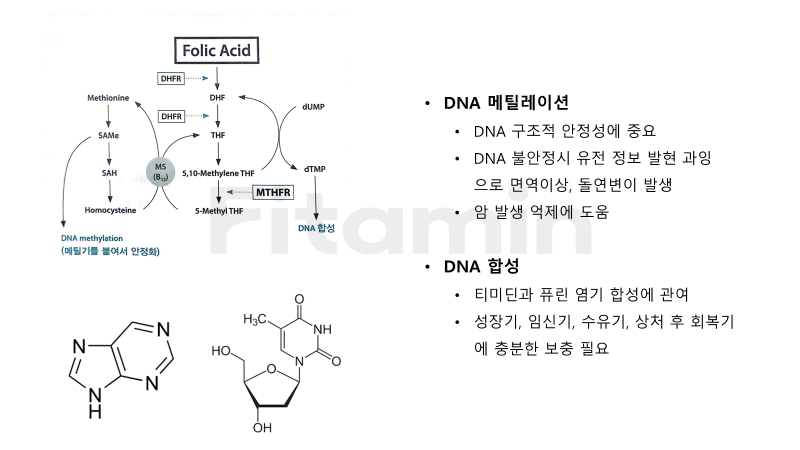 Folic Acid
DHFR
Methionine
DHF
dUMP
DHFR
SAMe
THF
MS
(B12)
SAH
5,10-Methylene THF
dTMP
MTHFR
Homocysteine
5-Methyl THF
DNA 합성
DNA methylation
(메틸기를 붙여서 안정화)
fitamin
N
N
N
N
H
O
H3C
NH
HO
N
O
O
OH
• DNA 메틸레이션
• DNA 구조적 안정성에 중요
• DNA 불안정시 유전 정보 발현 과잉
으로 면역이상, 돌연변이 발생
• 암 발생 억제에 도움
• DNA 합성
• 티미딘과 퓨린 염기 합성에 관여
• 성장기, 임신기, 수유기, 상처 후 회복기
에 충분한 보충 필요